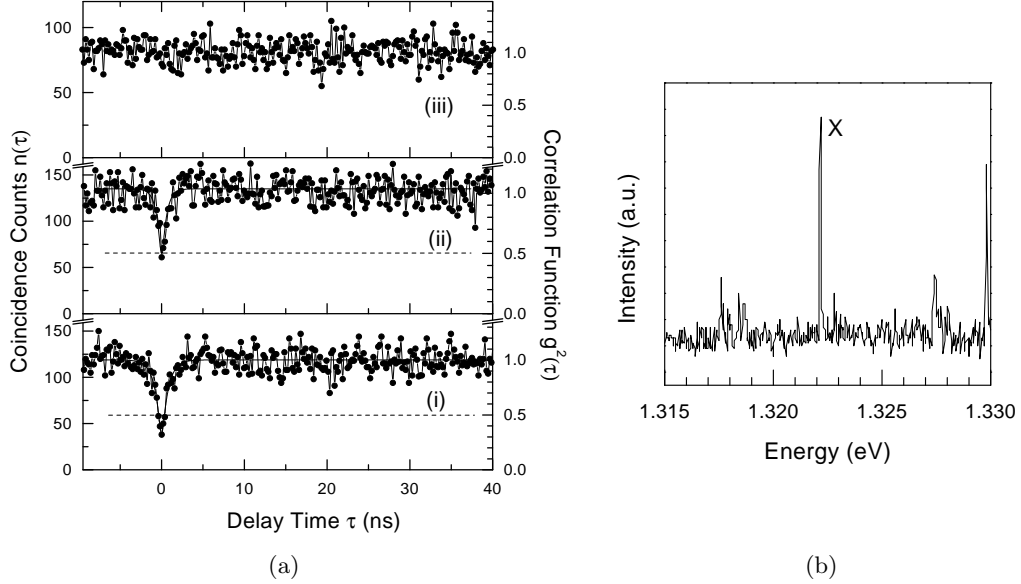 100
50
0
1.0
0.5
0.0
(iii)
150
100
50
0
1.0
0.5
0.0
(ii)
150
100
50
0
1.0
0.5
0.0
(i)
0 10 20 30 40
Delay Time τ (ns)
Coincidence Counts n(τ)
Correlation Function g²(τ)
(a)
X
Intensity (a.u.)
1.315 1.320 1.325 1.330
Energy (eV)
(b)